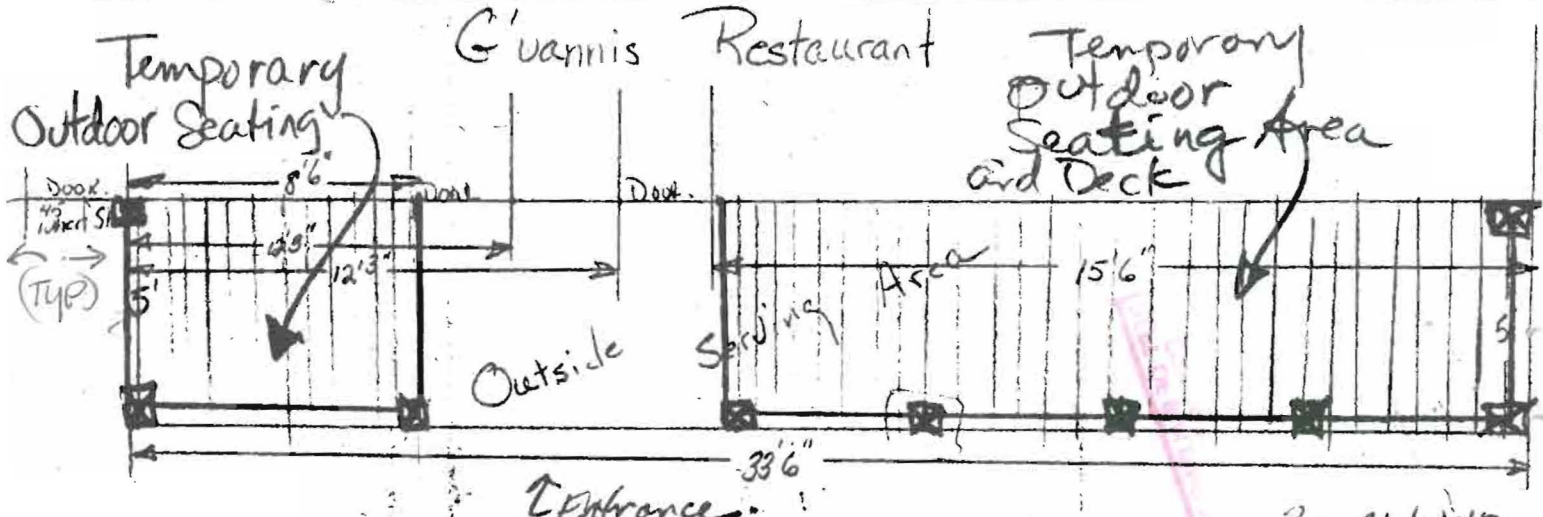 G'uannis Restaurant
Temporary
Outdoor Seating
Temporary
Outdoor
Seating Area
and Deck
Door.
8'6"
Door
Door.
(TYP)
5'
12'3"
Outside
Serving Area
15'6"
5
33'6"
Entrance